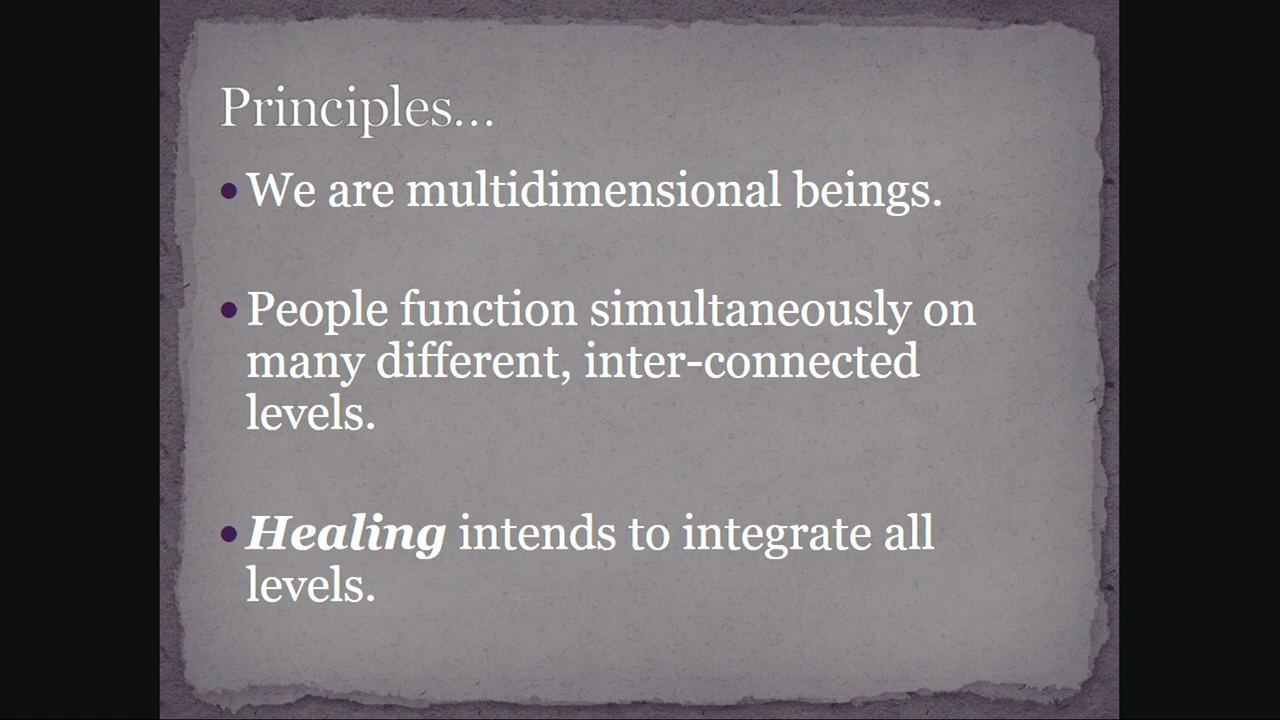 Principles...
• We are multidimensional beings.
• People function simultaneously on
many different, inter-connected
levels.
• Healing intends to integrate all
levels.